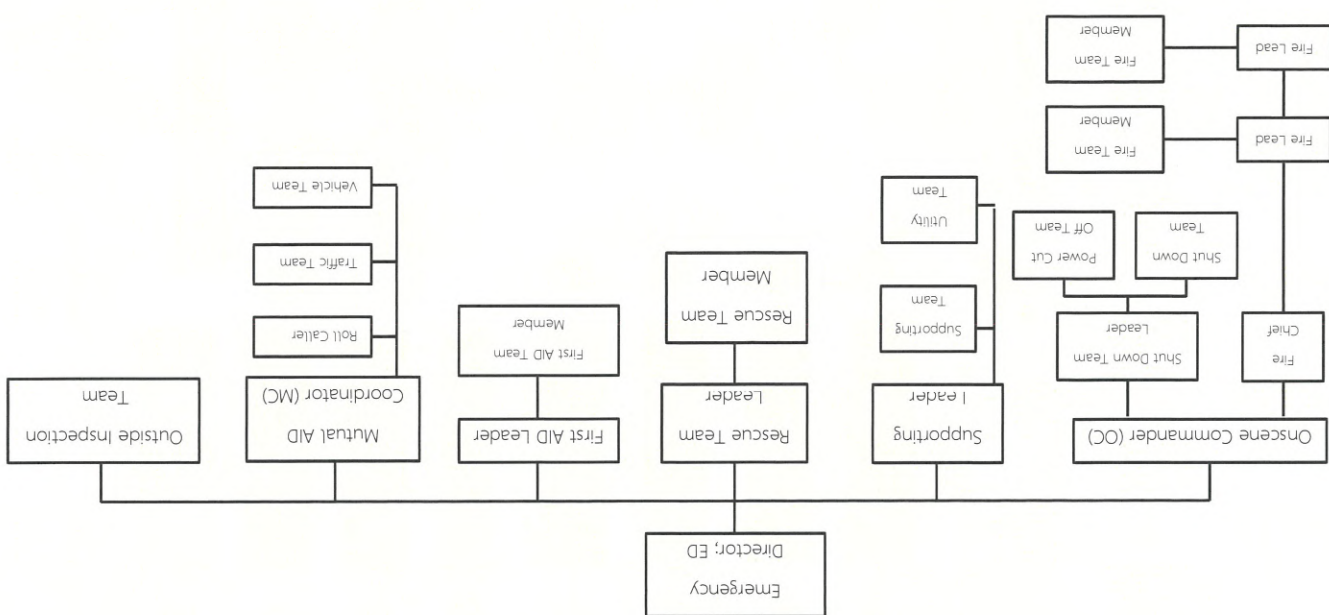 Emergency
Director; ED
Onscene Commander (OC)
Supporting
Leader
Rescue Team
Leader
First AID Leader
Mutual AID
Coordinator (MC)
Outside Inspection
Team
Fire
Chief
Shut Down Team
Leader
Shut Down
Team
Power Cut
Off Team
Fire Lead
Fire Team
Member
Fire Lead
Fire Team
Member
Supporting
Team
Utility
Team
Rescue Team
Member
First AID Team
Member
Roll Caller
Traffic Team
Vehicle Team